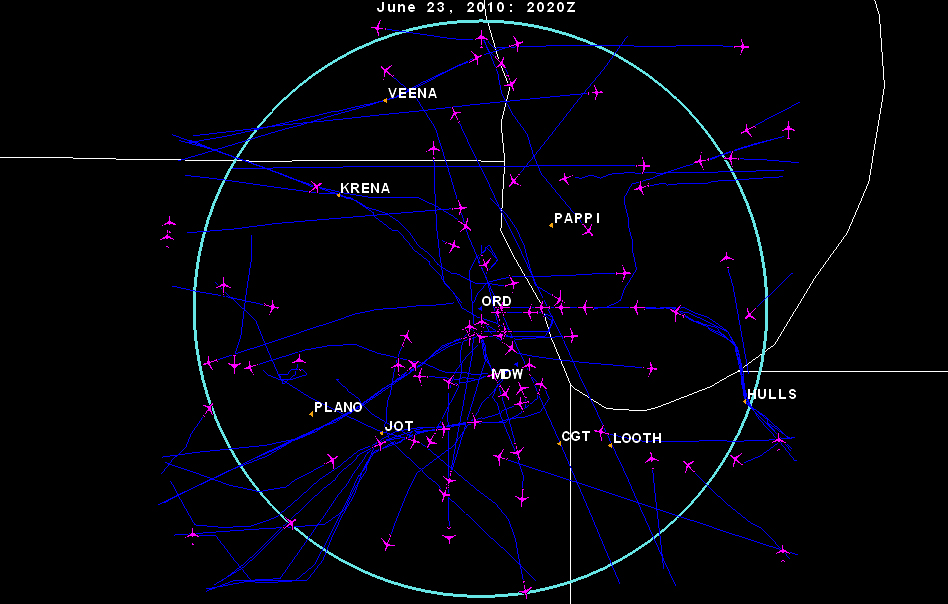 June 23, 2010: 2020Z
VEENA
KRENA
PAPPI
ORD
MDW
HULLS
PLANO
JOT
CGT
LOOTH